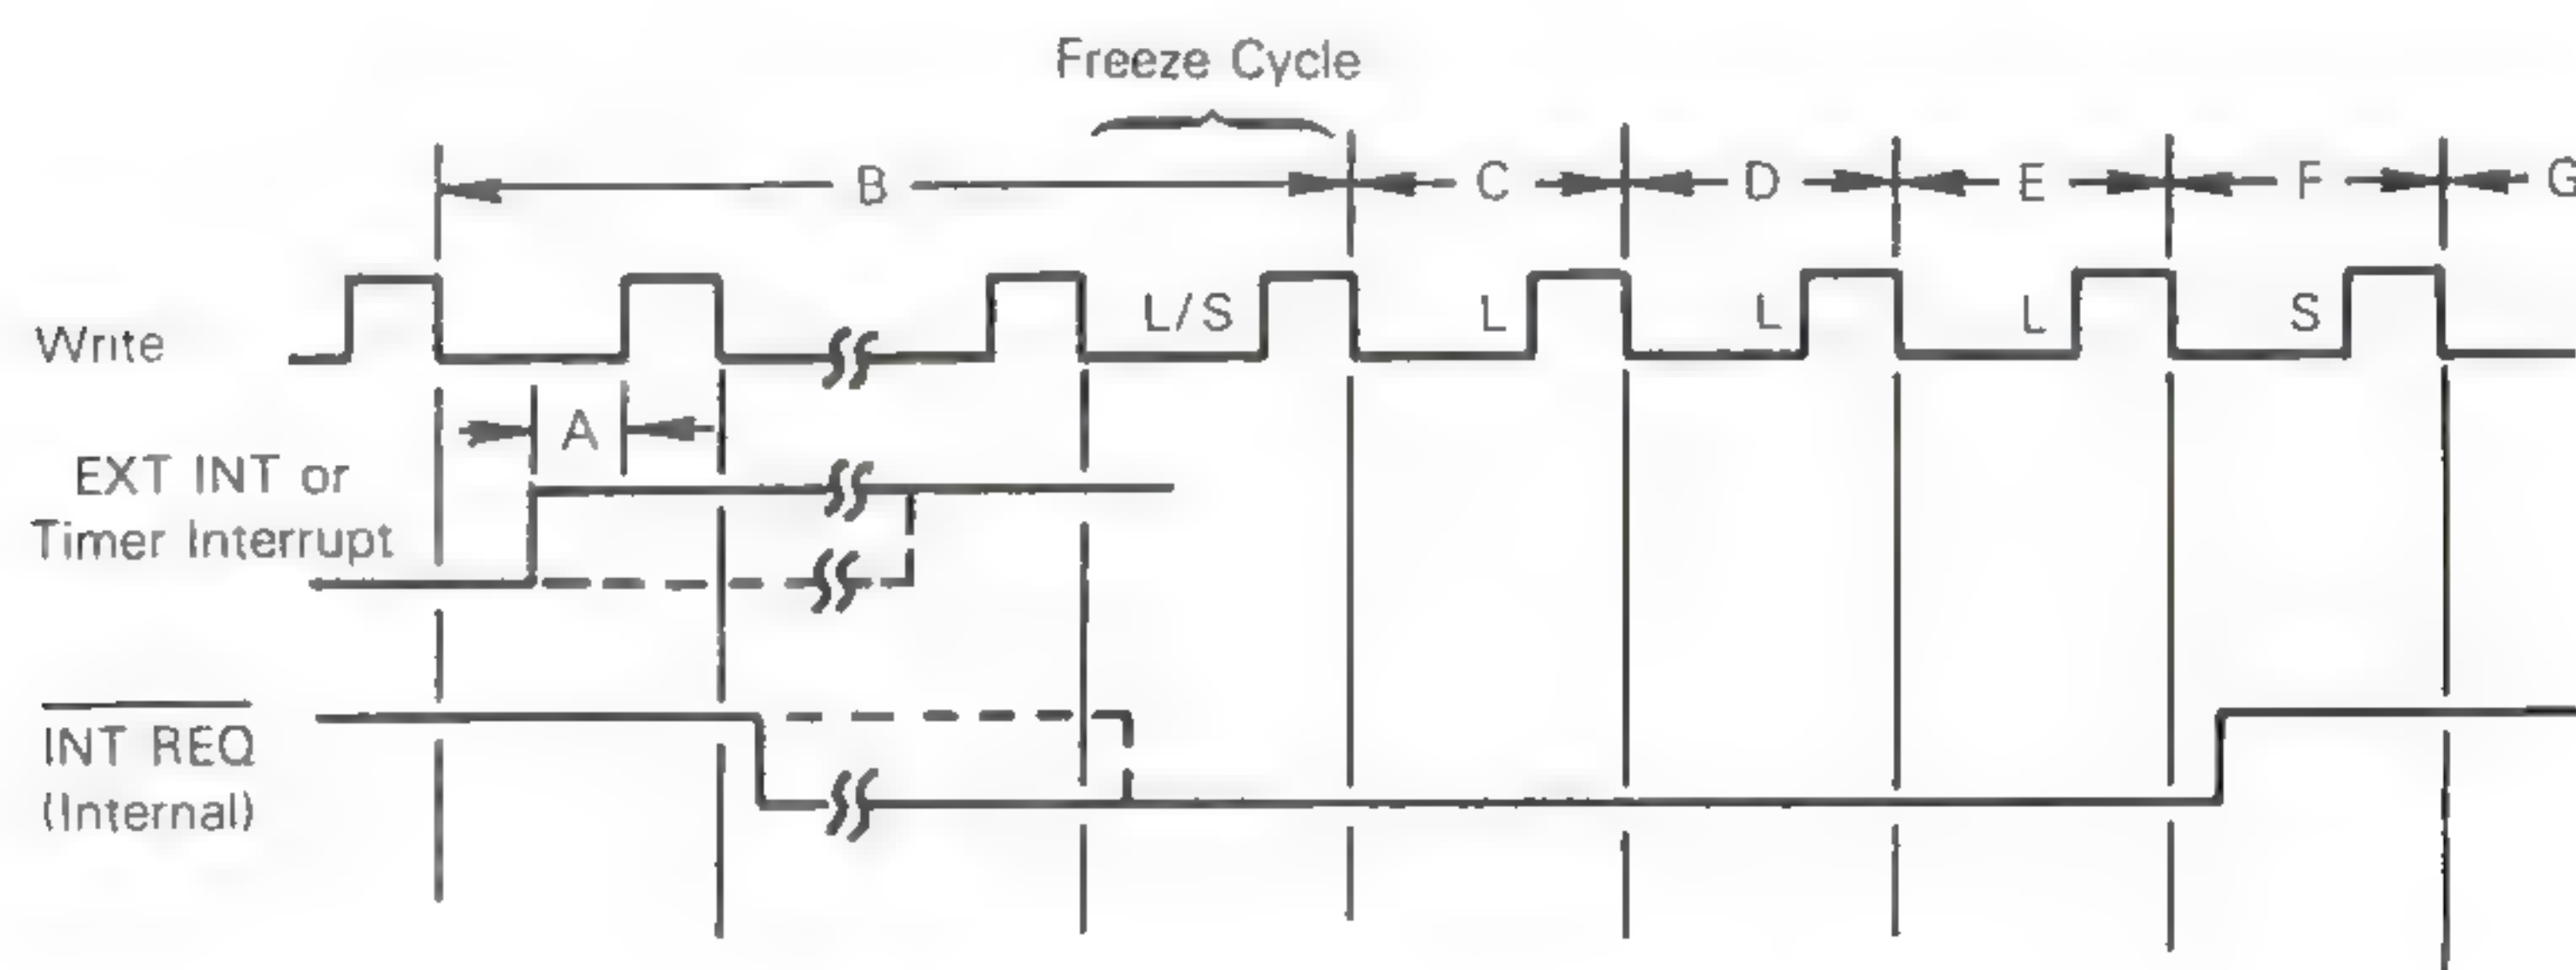 Freeze Cycle
B
C
D
E
F
G
Write
L/S
L
L
L
S
A
EXT INT or
Timer Interrupt
INT REQ
(Internal)